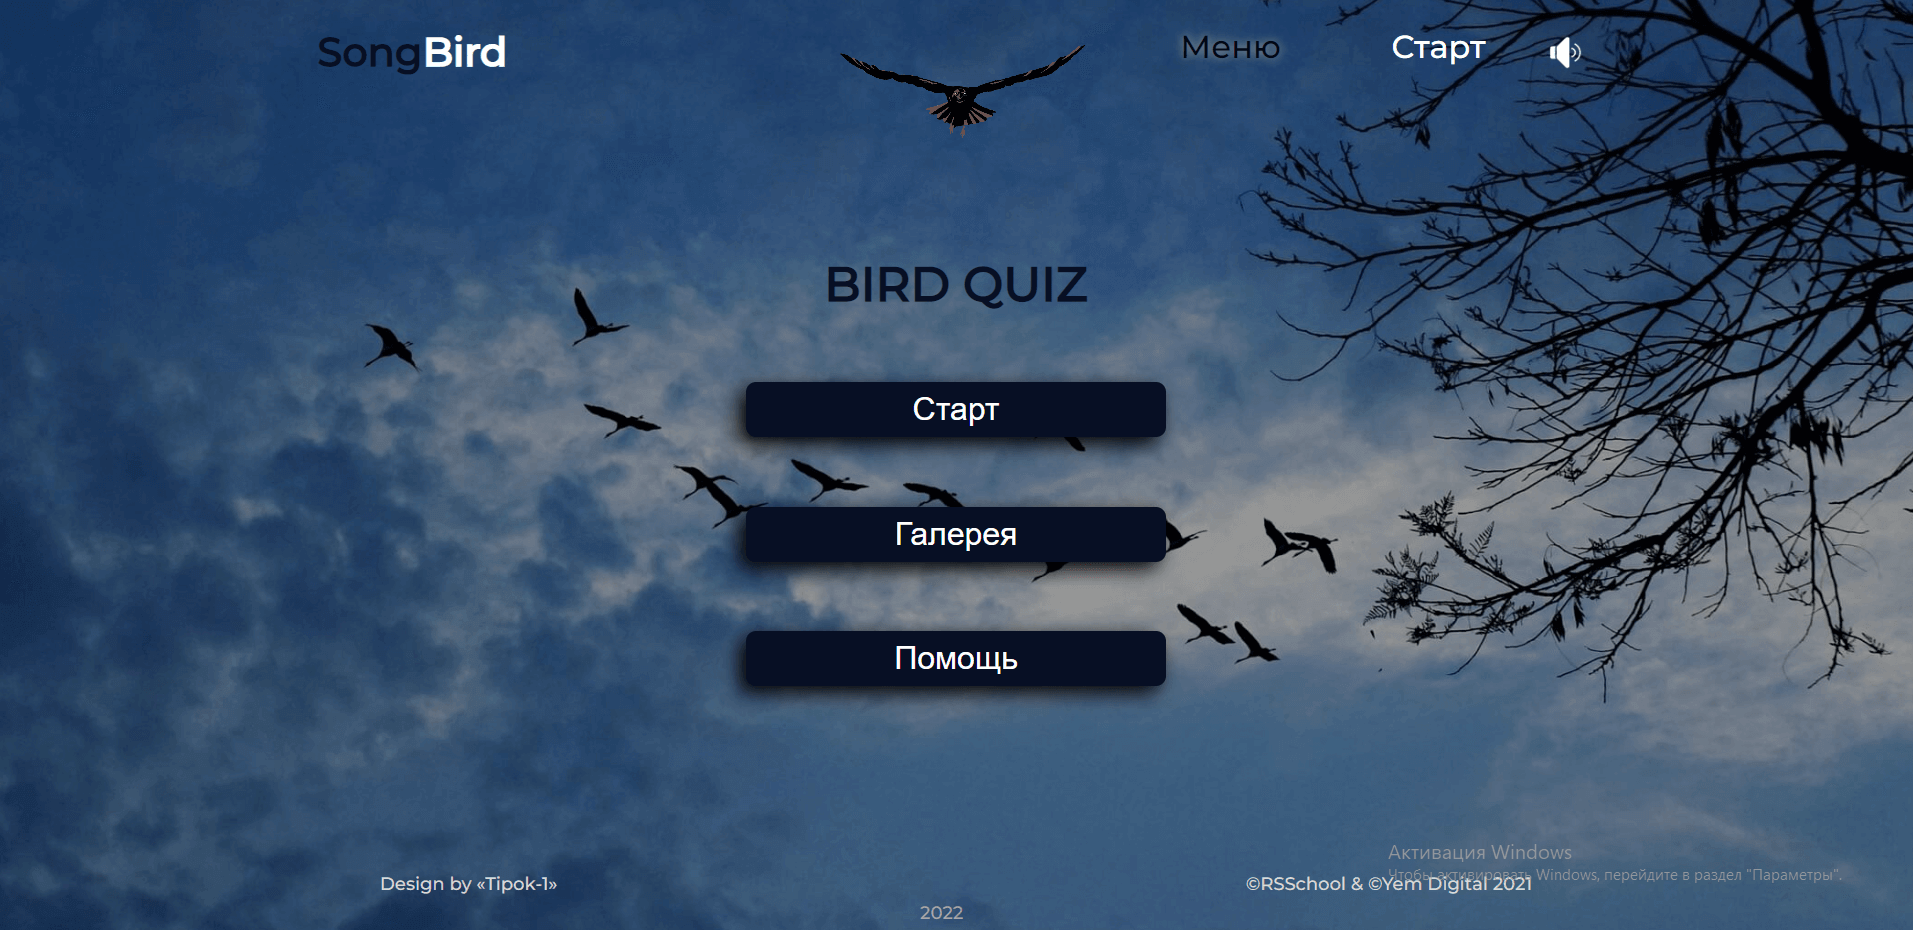 SongBird
Меню
Старт
BIRD QUIZ
Старт
Галерея
Помощь
Активация Windows
Чтобы активировать Windows, перейдите в раздел "Параметры".
Design by «Tipok-1»
©RSSchool & ©Yem Digital 2021
2022